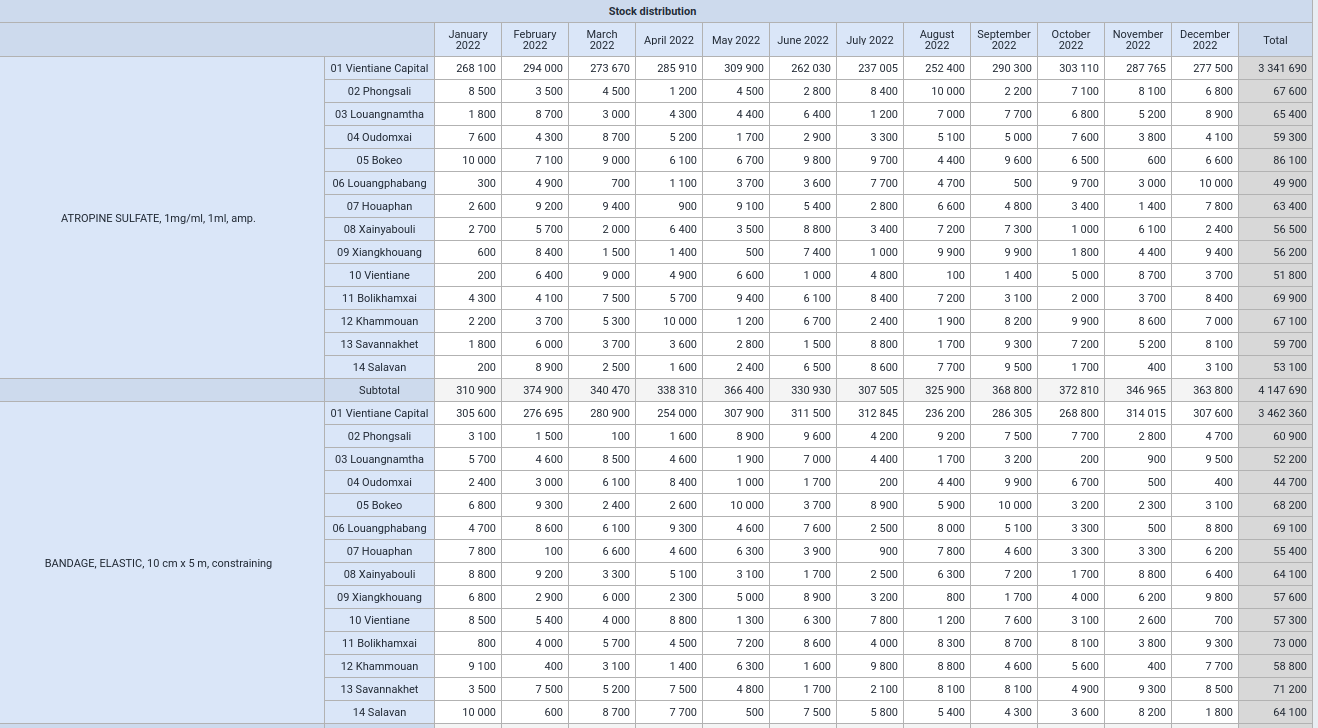 Stock distribution
January 2022 February 2022 March 2022 April 2022 May 2022 June 2022 July 2022 August 2022 September 2022 October 2022 November 2022 December 2022 Total
01 Vientiane Capital 268 100 294 000 273 670 285 910 309 900 262 030 237 005 252 400 290 300 303 110 287 765 277 500 3 341 690
02 Phongsali 8 500 3 500 4 500 1 200 4 500 2 800 8 400 10 000 2 200 7 100 8 100 6 800 67 600
03 Louangnamtha 1 800 8 700 3 000 4 300 4 400 6 400 1 200 7 000 7 700 6 800 5 200 8 900 65 400
04 Oudomxai 7 600 4 300 8 700 5 200 1 700 2 900 3 300 5 100 5 000 7 600 3 800 4 100 59 300
05 Bokeo 10 000 7 100 9 000 6 100 6 700 9 800 9 700 4 400 9 600 6 500 600 6 600 86 100
06 Louangphabang 300 4 900 700 1 100 3 700 3 600 7 700 4 700 500 9 700 3 000 10 000 49 900
07 Houaphan 2 600 9 200 9 400 900 9 100 5 400 2 800 6 600 4 800 3 400 1 400 7 800 63 400
ATROPINE SULFATE, 1mg/ml, 1ml, amp.
08 Xainyabouli 2 700 5 700 2 000 6 400 3 500 8 800 3 400 7 200 7 300 1 000 6 100 2 400 56 500
09 Xiangkhouang 600 8 400 1 500 1 400 500 7 400 1 000 9 900 9 900 1 800 4 400 9 400 56 200
10 Vientiane 200 6 400 9 000 4 900 6 600 1 000 4 800 100 1 400 5 000 8 700 3 700 51 800
11 Bolikhamxai 4 300 4 100 7 500 5 700 9 400 6 100 8 400 7 200 3 100 2 000 3 700 8 400 69 900
12 Khammouan 2 200 3 700 5 300 10 000 1 200 6 700 2 400 1 900 8 200 9 900 8 600 7 000 67 100
13 Savannakhet 1 800 6 000 3 700 3 600 2 800 1 500 8 800 1 700 9 300 7 200 5 200 8 100 59 700
14 Salavan 200 8 900 2 500 1 600 2 400 6 500 8 600 7 700 9 500 1 700 400 3 100 53 100
Subtotal 310 900 374 900 340 470 338 310 366 400 330 930 307 505 325 900 368 800 372 810 346 965 363 800 4 147 690
01 Vientiane Capital 305 600 276 695 280 900 254 000 307 900 311 500 312 845 236 200 286 305 268 800 314 015 307 600 3 462 360
02 Phongsali 3 100 1 500 100 1 600 8 900 9 600 4 200 9 200 7 500 7 700 2 800 4 700 60 900
03 Louangnamtha 5 700 4 600 8 500 4 600 1 900 7 000 4 400 1 700 3 200 200 900 9 500 52 200
04 Oudomxai 2 400 3 000 6 100 8 400 1 000 1 700 200 4 400 9 900 6 700 500 400 44 700
05 Bokeo 6 800 9 300 2 400 2 600 10 000 3 700 8 900 5 900 10 000 3 200 2 300 3 100 68 200
06 Louangphabang 4 700 8 600 6 100 9 300 4 600 7 600 2 500 8 000 5 100 3 300 500 8 800 69 100
07 Houaphan 7 800 100 6 600 4 600 6 300 3 900 900 7 800 4 600 3 300 3 300 6 200 55 400
BANDAGE, ELASTIC, 10 cm x 5 m, constraining
08 Xainyabouli 8 800 9 200 3 300 5 100 3 100 1 700 2 500 6 300 7 200 1 700 8 800 6 400 64 100
09 Xiangkhouang 6 800 2 900 6 000 2 300 5 000 8 900 3 200 800 1 700 4 000 6 200 9 800 57 600
10 Vientiane 8 500 5 400 4 000 8 800 1 300 6 300 7 800 1 200 7 600 3 100 2 600 700 57 300
11 Bolikhamxai 800 4 000 5 700 4 500 7 200 8 600 4 000 8 300 8 700 8 100 3 800 9 300 73 000
12 Khammouan 9 100 400 3 100 1 400 6 300 1 600 9 800 8 800 4 600 5 600 400 7 700 58 800
13 Savannakhet 3 500 7 500 5 200 7 500 4 800 1 700 2 100 8 100 8 100 4 900 9 300 8 500 71 200
14 Salavan 10 000 600 8 700 7 700 500 7 500 5 800 5 400 4 300 3 600 8 200 1 800 64 100